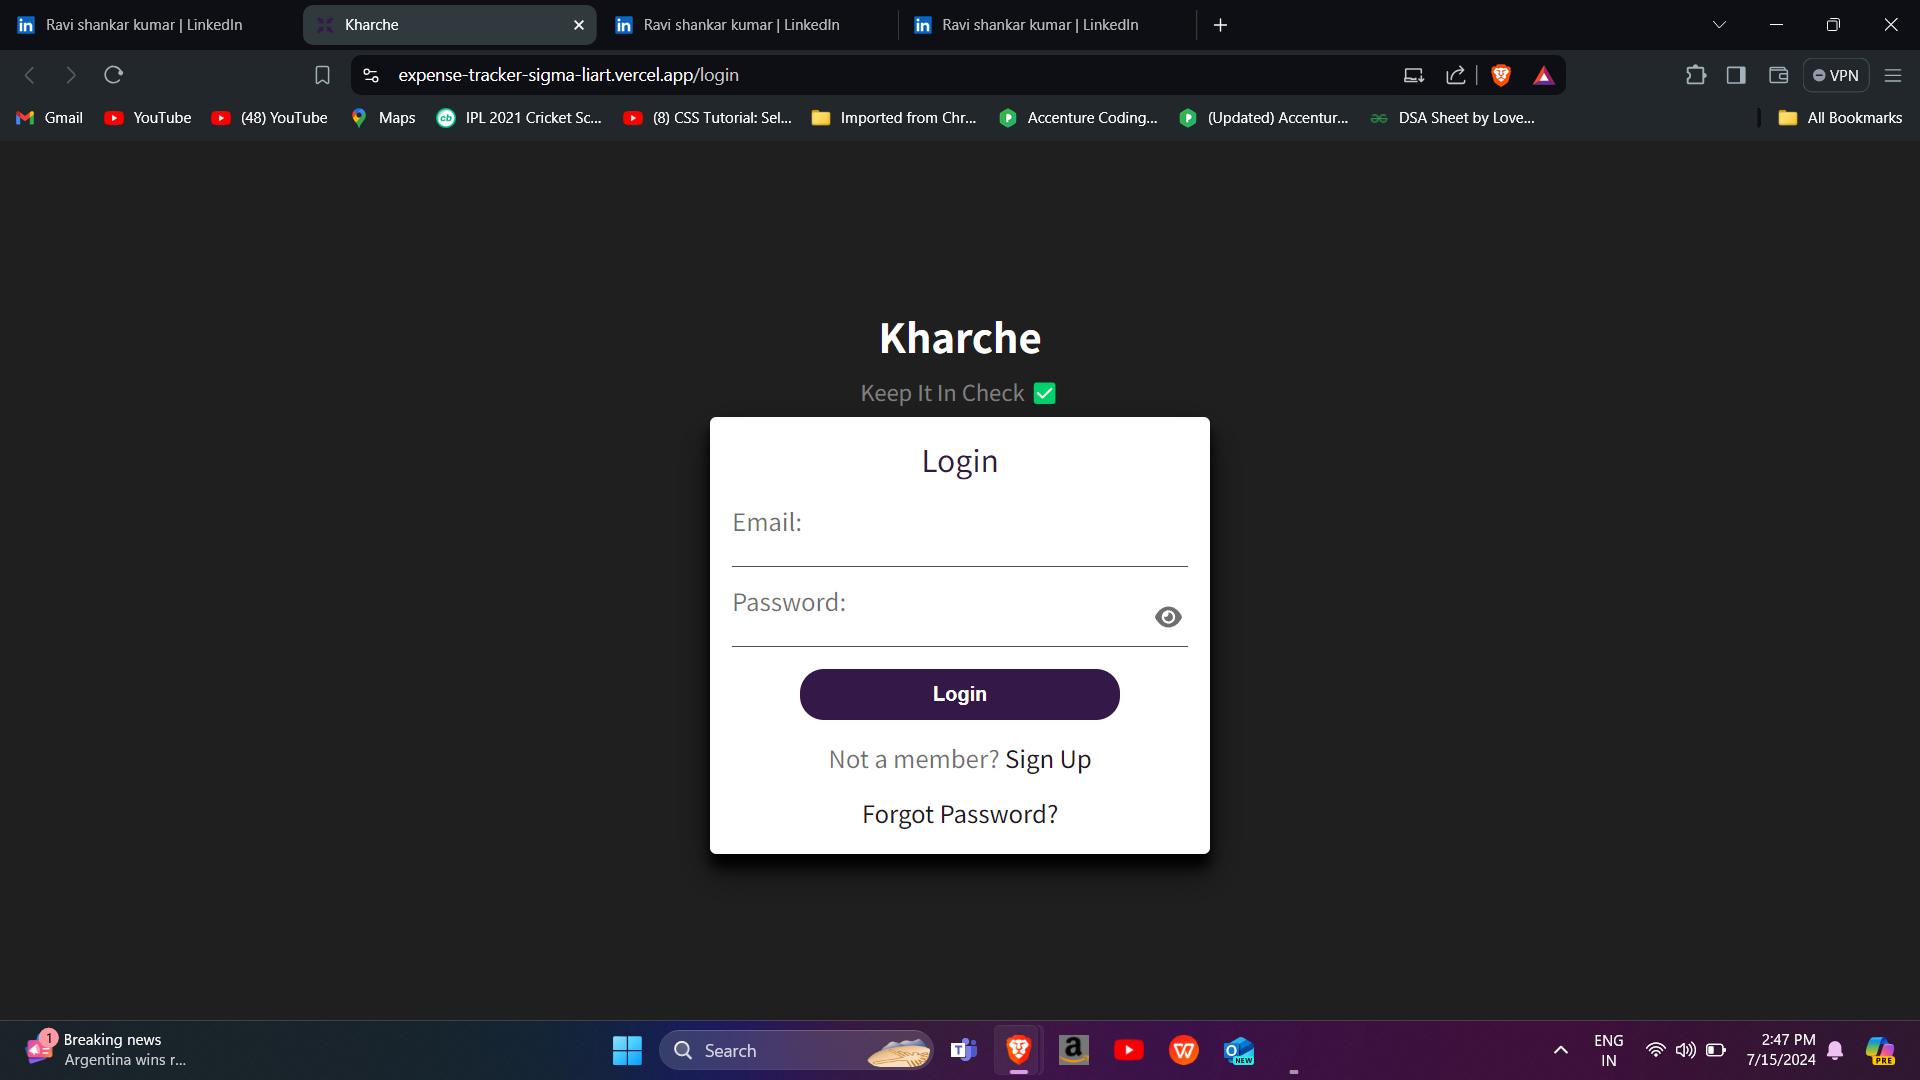 Ravi shankar kumar | LinkedIn
Kharche
Ravi shankar kumar | LinkedIn
Ravi shankar kumar | LinkedIn
expense-tracker-sigma-liart.vercel.app/login
VPN
Gmail
YouTube
(48) YouTube
Maps
cb
IPL 2021 Cricket Sc...
(8) CSS Tutorial: Sel...
Imported from Chr...
Accenture Coding...
(Updated) Accentur...
DSA Sheet by Love...
All Bookmarks
Kharche
Keep It In Check ✅
Login
Email:
Password:
Login
Not a member? Sign Up
Forgot Password?
1
Breaking news
Argentina wins r...
Search
NEW
ENG
IN
2:47 PM
7/15/2024
PRE